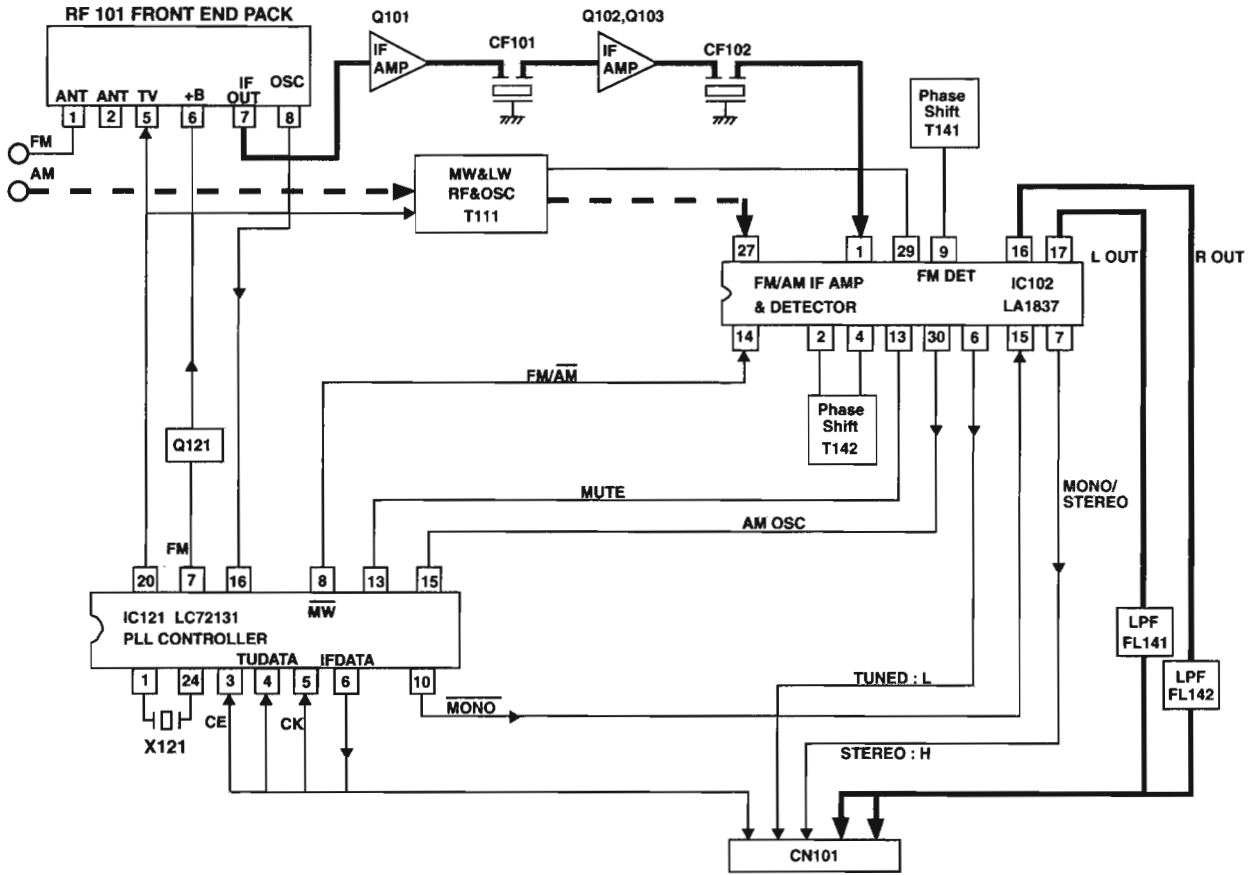 RF 101 FRONT END PACK
Q101
Q102,Q103
IF
AMP
CF101
IF
AMP
CF102
ANT
ANT
TV
+B
IF
OUT
OSC
1
2
5
6
7
8
FM
AM
Phase
Shift
T141
MW&LW
RF&OSC
T111
27
1
29
9
16
17
L OUT
R OUT
FM/AM IF AMP
& DETECTOR
FM DET
IC102
LA1837
14
2
4
13
30
6
15
7
FM/A̅M̅
Phase
Shift
T142
Q121
MUTE
MONO/
STEREO
AM OSC
FM
20
7
16
8
13
15
M̅W̅
IC121 LC72131
PLL CONTROLLER
TUDATA
IFDATA
1
24
3
4
5
6
10
X121
CE
CK
M̅O̅N̅O̅
TUNED : L
STEREO : H
LPF
FL141
LPF
FL142
CN101